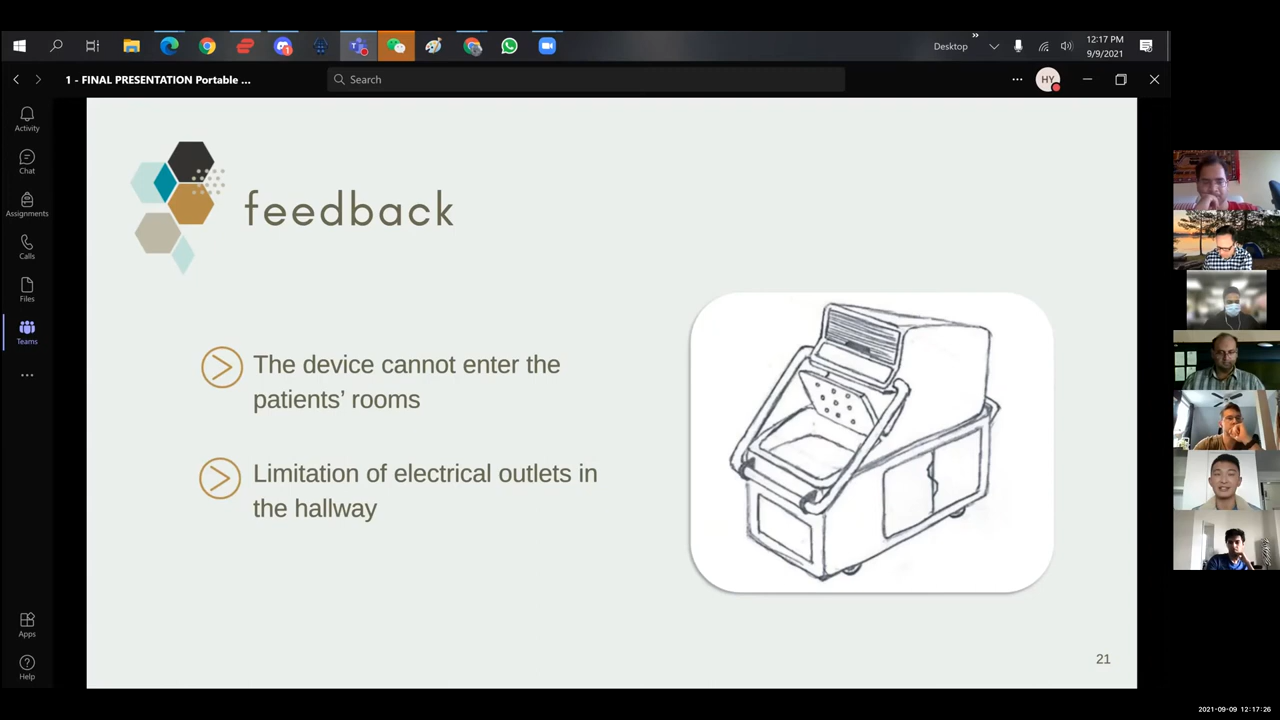 Desktop
»
12:17 PM
9/9/2021
1 - FINAL PRESENTATION Portable ...
Search
HY
Activity
Chat
Assignments
Calls
Files
Teams
Apps
Help
feedback
The device cannot enter the
patients’ rooms
Limitation of electrical outlets in
the hallway
21
2021-09-09 12:17:26